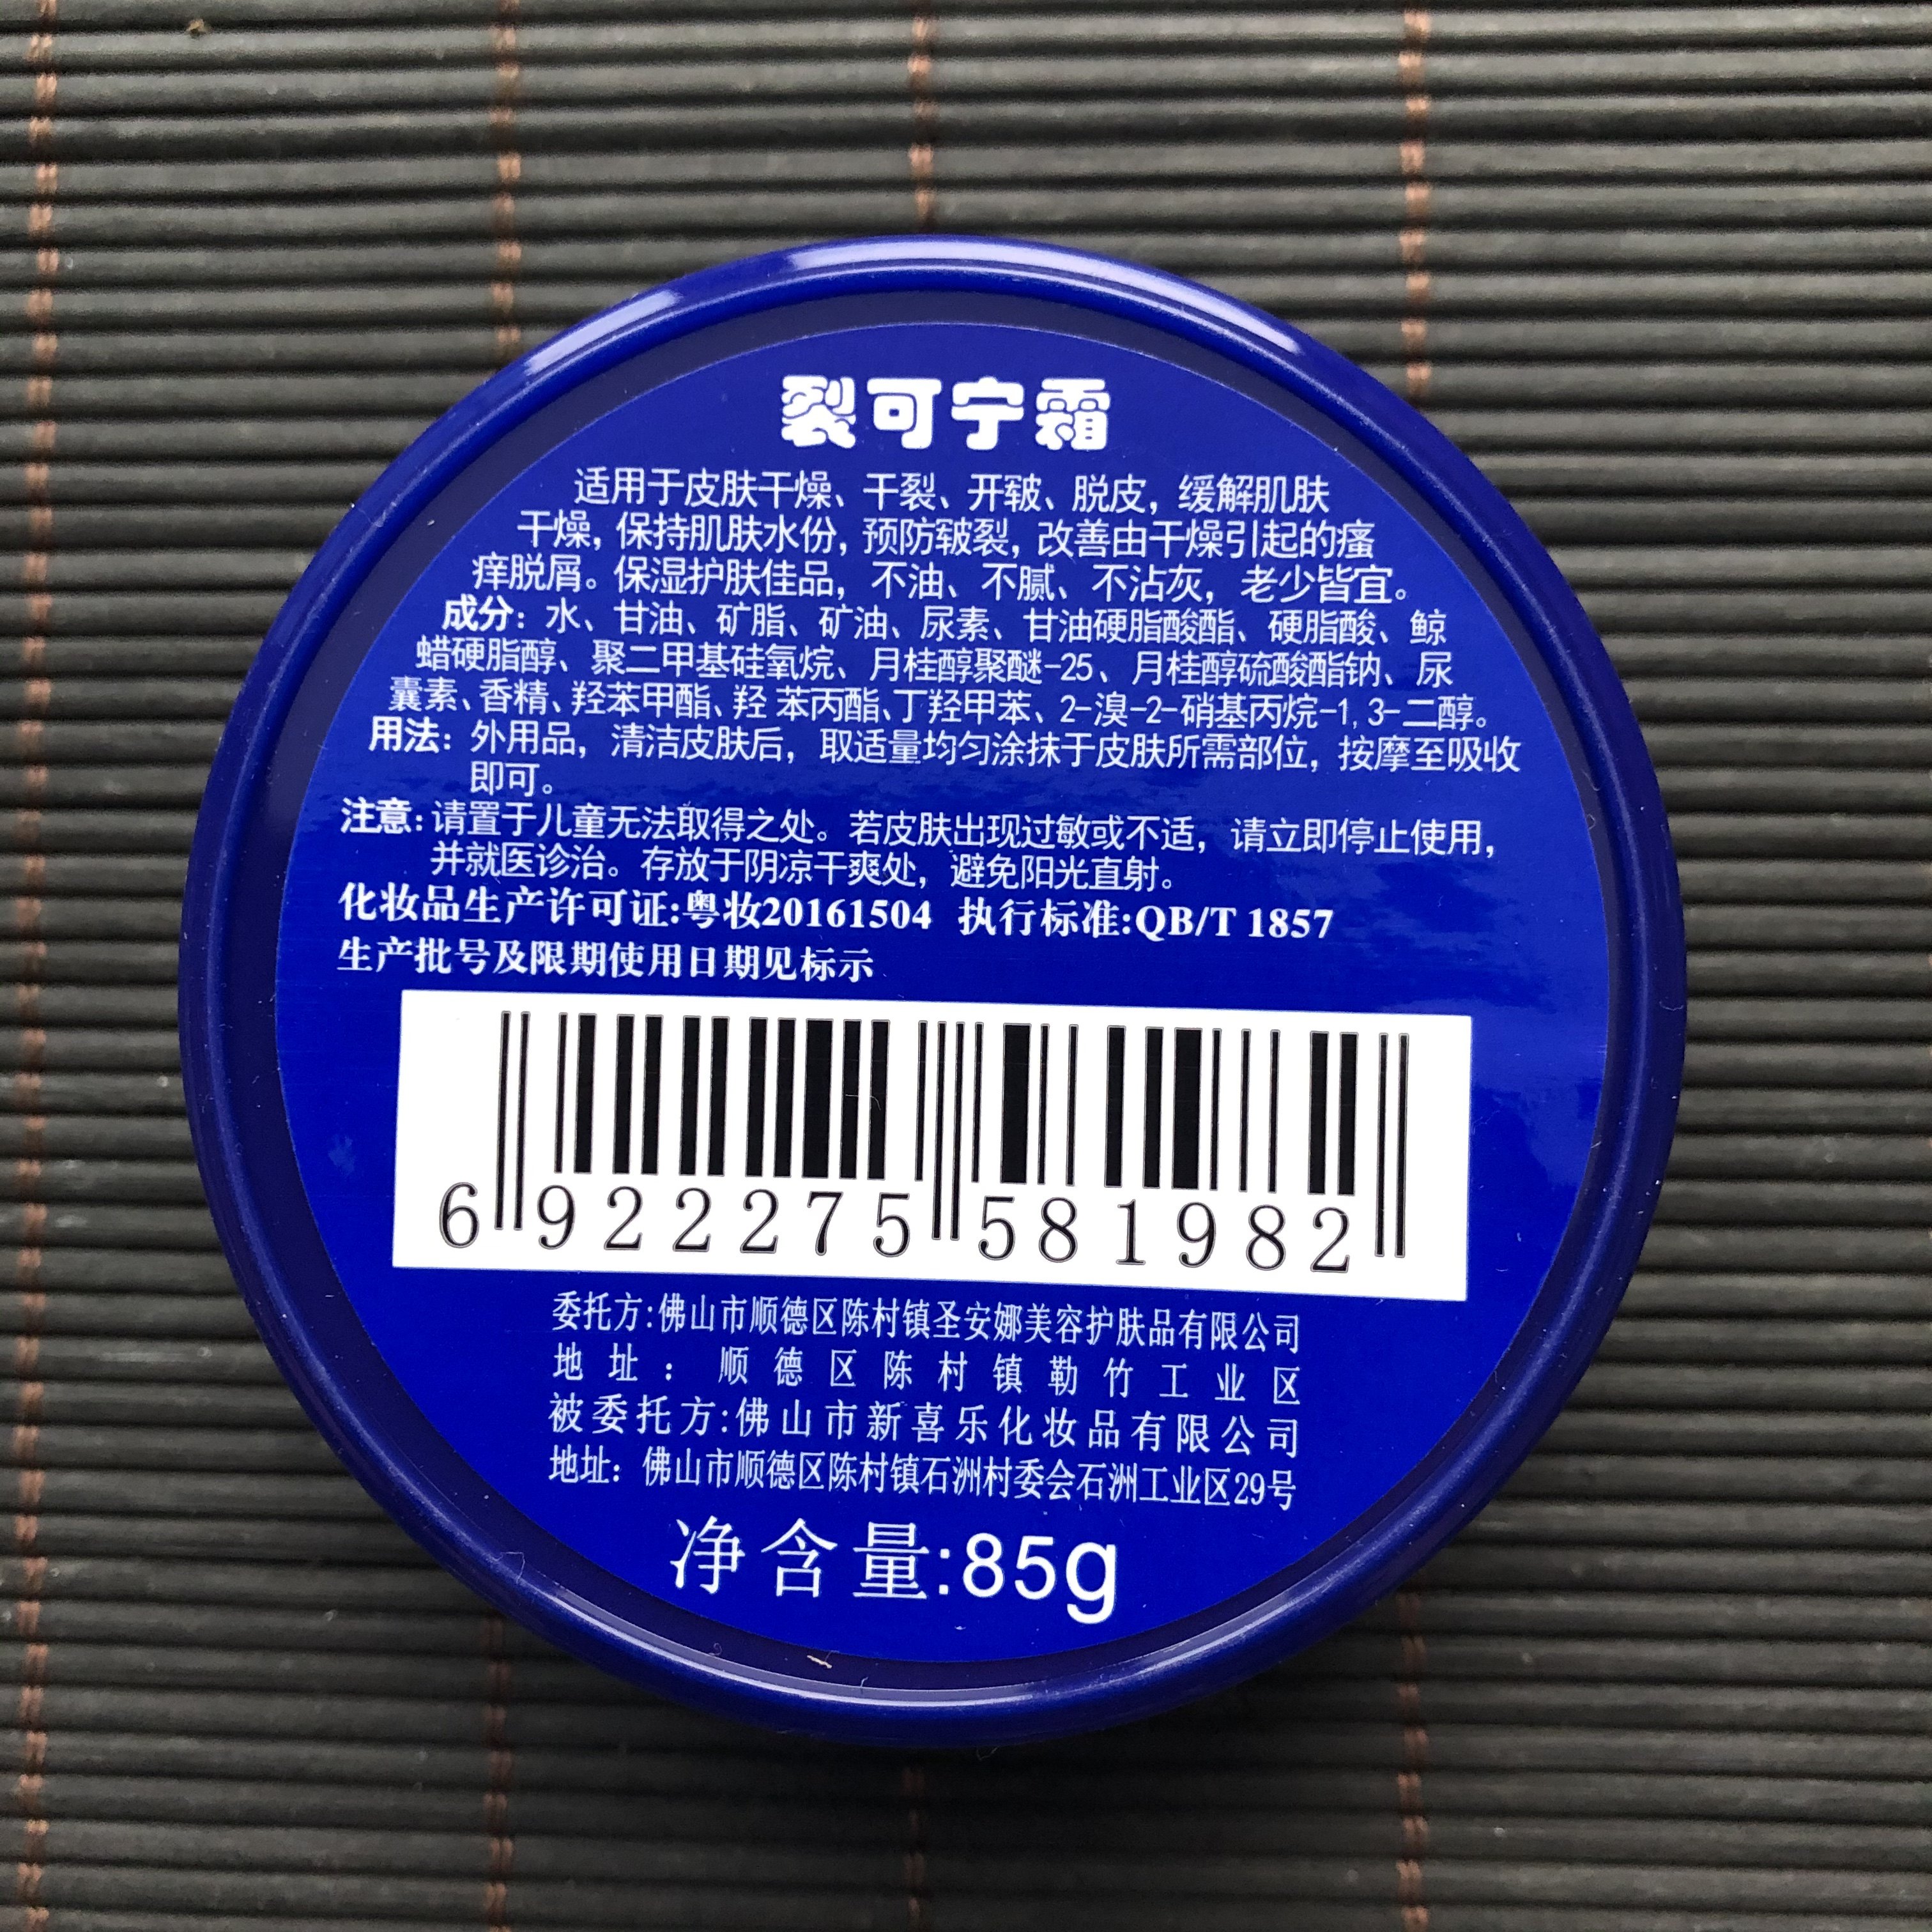 裂可宁霜
适用于皮肤干燥、干裂、开皲、脱皮，缓解肌肤
干燥，保持肌肤水份，预防皲裂，改善由干燥引起的瘙
痒脱屑。保湿护肤佳品，不油、不腻、不沾灰，老少皆宜。
成分：水、甘油、矿脂、矿油、尿素、甘油硬脂酸酯、硬脂酸、鲸
蜡硬脂醇、聚二甲基硅氧烷、月桂醇聚醚-25、月桂醇硫酸酯钠、尿
囊素、香精、羟苯甲酯、羟 苯丙酯、丁羟甲苯、2-溴-2-硝基丙烷-1,3-二醇。
用法：外用品，清洁皮肤后，取适量均匀涂抹于皮肤所需部位，按摩至吸收
即可。
注意：请置于儿童无法取得之处。若皮肤出现过敏或不适，请立即停止使用，
并就医诊治。存放于阴凉干爽处，避免阳光直射。
化妆品生产许可证:粤妆20161504 执行标准:QB/T 1857
生产批号及限期使用日期见标示
6 922275 581982
委托方:佛山市顺德区陈村镇圣安娜美容护肤品有限公司
地址：顺德区陈村镇勒竹工业区
被委托方:佛山市新喜乐化妆品有限公司
地址：佛山市顺德区陈村镇石洲村委会石洲工业区29号
净含量:85g